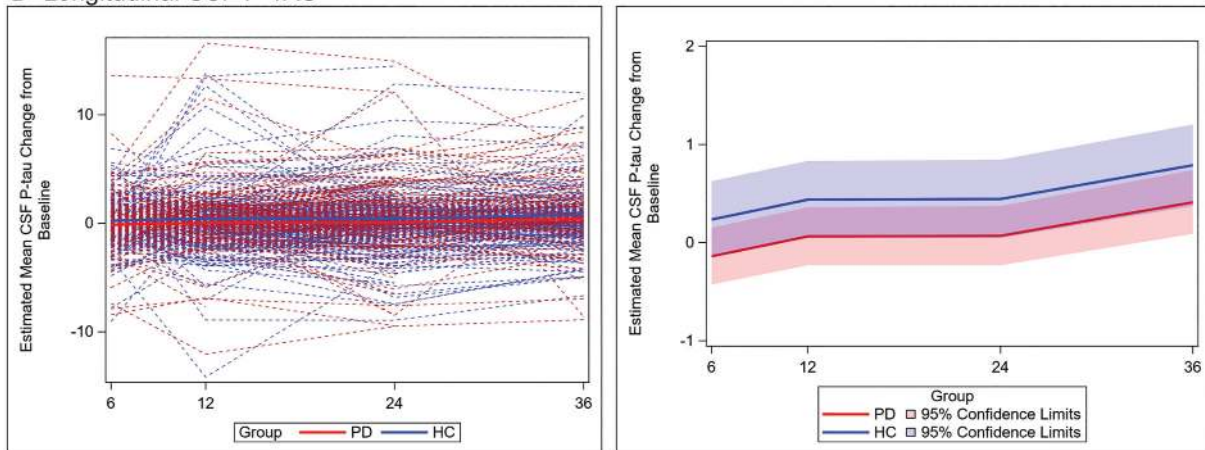 Estimated Mean CSF P-tau Change from
Baseline
10
0
-10
6 12 24 36
Group PD HC
Estimated Mean CSF P-tau Change from
Baseline
2
1
0
-1
6 12 24 36
Group
PD 95% Confidence Limits
HC 95% Confidence Limits